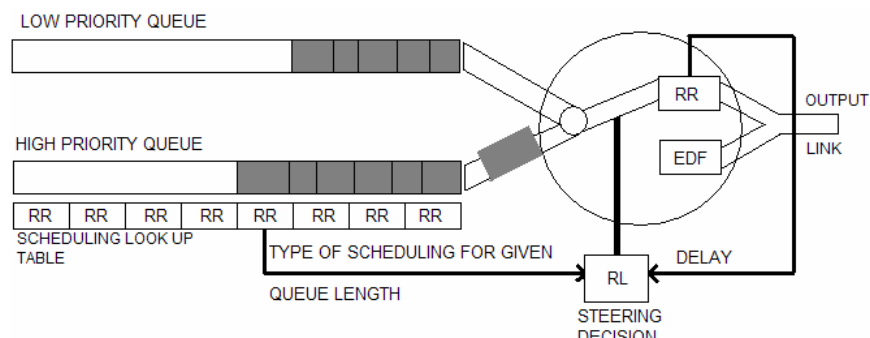 LOW PRIORITY QUEUE
RR
OUTPUT
LINK
HIGH PRIORITY QUEUE
EDF
RR RR RR RR RR RR RR RR
SCHEDULING LOOK UP
TABLE
TYPE OF SCHEDULING FOR GIVEN
QUEUE LENGTH
RL
DELAY
STEERING
DECISION